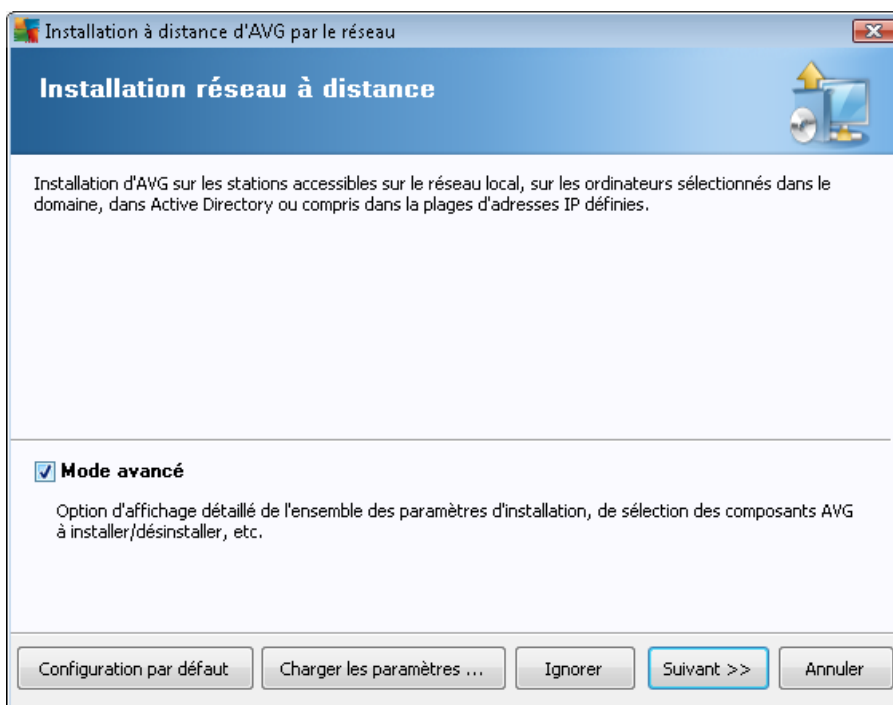 Installation à distance d'AVG par le réseau
Installation réseau à distance
Installation d'AVG sur les stations accessibles sur le réseau local, sur les ordinateurs sélectionnés dans le
domaine, dans Active Directory ou compris dans la plages d'adresses IP définies.
Mode avancé
Option d'affichage détaillé de l'ensemble des paramètres d'installation, de sélection des composants AVG
à installer/désinstaller, etc.
Configuration par défaut
Charger les paramètres ...
Ignorer
Suivant >>
Annuler